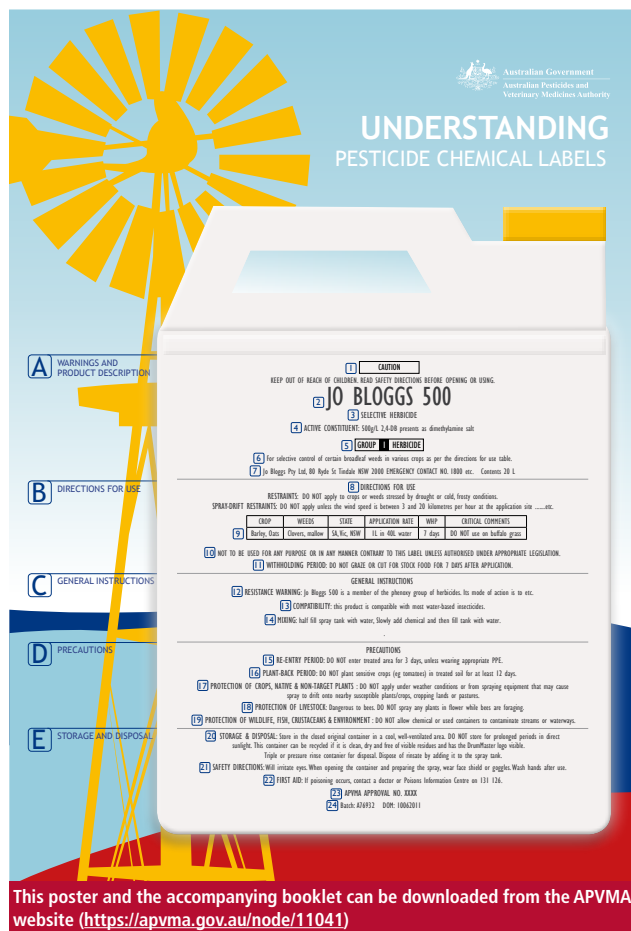 Australian Government
Australian Pesticides and
Veterinary Medicines Authority
UNDERSTANDING
PESTICIDE CHEMICAL LABELS
A WARNINGS AND
PRODUCT DESCRIPTION
1 CAUTION
KEEP OUT OF REACH OF CHILDREN. READ SAFETY DIRECTIONS BEFORE OPENING OR USING.
2 JO BLOGGS 500
3 SELECTIVE HERBICIDE
4 ACTIVE CONSTITUENT: 500g/L 2,4-DB presents as dimethylamine salt
5 GROUP I HERBICIDE
6 For selective control of certain broadleaf weeds in various crops as per the directions for use table.
7 Jo Bloggs Pty Ltd, 80 Ryde St Tindale NSW 2000 EMERGENCY CONTACT NO. 1800 etc. Contents 20 L
B DIRECTIONS FOR USE
8 DIRECTIONS FOR USE
RESTRAINTS: DO NOT apply to crops or weeds stressed by drought or cold, frosty conditions.
SPRAY-DRIFT RESTRAINTS: DO NOT apply unless the wind speed is between 3 and 20 kilometres per hour at the application site .......etc.
CROP WEEDS STATE APPLICATION RATE WHP CRITICAL COMMENTS
9 Barley, Oats Clovers, mallow SA, Vic, NSW 1L in 40L water 7 days DO NOT use on buffalo grass
10 NOT TO BE USED FOR ANY PURPOSE OR IN ANY MANNER CONTRARY TO THIS LABEL UNLESS AUTHORISED UNDER APPROPRIATE LEGISLATION.
11 WITHHOLDING PERIOD: DO NOT GRAZE OR CUT FOR STOCK FOOD FOR 7 DAYS AFTER APPLICATION.
C GENERAL INSTRUCTIONS
GENERAL INSTRUCTIONS
12 RESISTANCE WARNING: Jo Bloggs 500 is a member of the phenoxy group of herbicides. Its mode of action is to etc.
13 COMPATIBILITY: this product is compatible with most water-based insecticides.
14 MIXING: half fill spray tank with water, Slowly add chemical and then fill tank with water.
.
D PRECAUTIONS
PRECAUTIONS
15 RE-ENTRY PERIOD: DO NOT enter treated area for 3 days, unless wearing appropriate PPE.
16 PLANT-BACK PERIOD: DO NOT plant sensitive crops (eg tomatoes) in treated soil for at least 12 days.
17 PROTECTION OF CROPS, NATIVE & NON-TARGET PLANTS : DO NOT apply under weather conditions or from spraying equipment that may cause
spray to drift onto nearby susceptible plants/crops, cropping lands or pastures.
18 PROTECTION OF LIVESTOCK: Dangerous to bees. DO NOT spray any plants in flower while bees are foraging.
19 PROTECTION OF WILDLIFE, FISH, CRUSTACEANS & ENVIRONMENT : DO NOT allow chemical or used containers to contaminate streams or waterways.
E STORAGE AND DISPOSAL
20 STORAGE & DISPOSAL: Store in the closed original container in a cool, well-ventilated area. DO NOT store for prolonged periods in direct
sunlight. This container can be recycled if it is clean, dry and free of visible residues and has the DrumMaster logo visible.
Triple or pressure rinse contanier for disposal. Dispose of rinsate by adding it to the spray tank.
21 SAFETY DIRECTIONS: Will irritate eyes. When opening the container and preparing the spray, wear face shield or goggles. Wash hands after use.
22 FIRST AID: If poisoning occurs, contact a doctor or Poisons Information Centre on 131 126.
23 APVMA APPROVAL NO. XXXX
24 Batch: A76932 DOM: 10062011
This poster and the accompanying booklet can be downloaded from the APVMA
website (https://apvma.gov.au/node/11041)